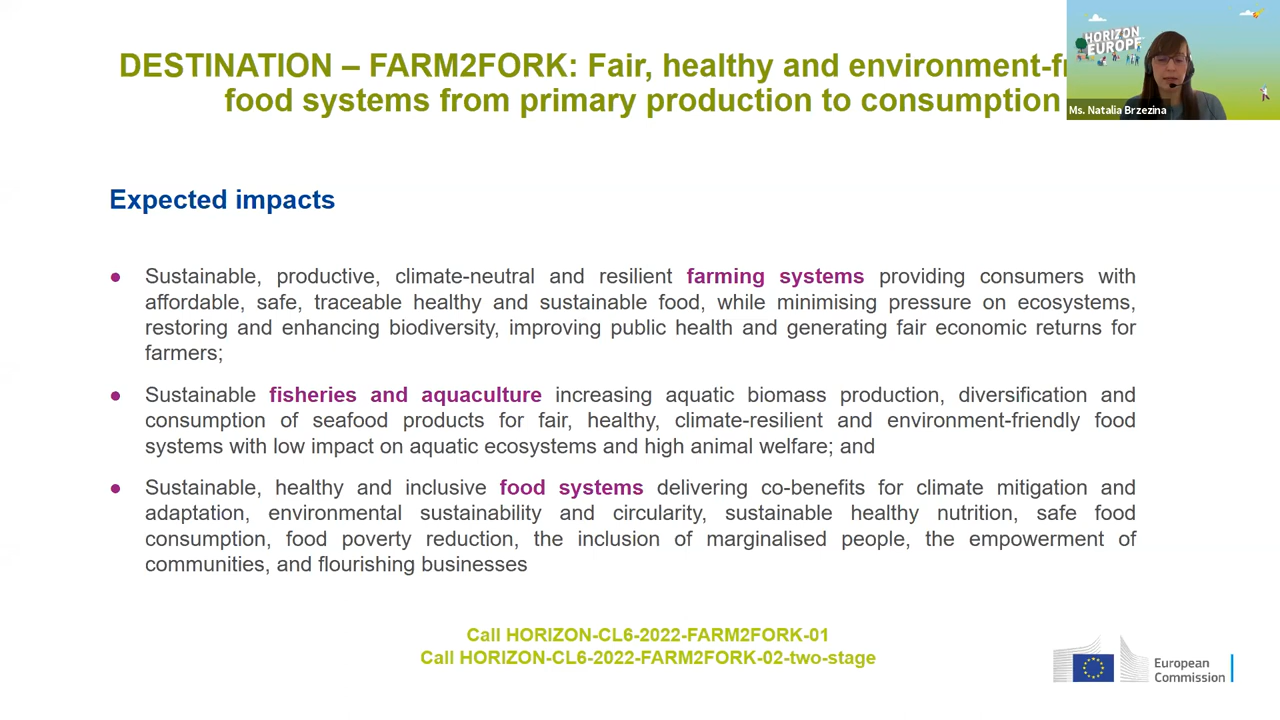 DESTINATION – FARM2FORK: Fair, healthy and environment-fr
food systems from primary production to consumption
HORIZON
EUROPE
Ms. Natalia Brzezina
Expected impacts
● Sustainable, productive, climate-neutral and resilient farming systems providing consumers with
affordable, safe, traceable healthy and sustainable food, while minimising pressure on ecosystems,
restoring and enhancing biodiversity, improving public health and generating fair economic returns for
farmers;
● Sustainable fisheries and aquaculture increasing aquatic biomass production, diversification and
consumption of seafood products for fair, healthy, climate-resilient and environment-friendly food
systems with low impact on aquatic ecosystems and high animal welfare; and
● Sustainable, healthy and inclusive food systems delivering co-benefits for climate mitigation and
adaptation, environmental sustainability and circularity, sustainable healthy nutrition, safe food
consumption, food poverty reduction, the inclusion of marginalised people, the empowerment of
communities, and flourishing businesses
Call HORIZON-CL6-2022-FARM2FORK-01
Call HORIZON-CL6-2022-FARM2FORK-02-two-stage
European
Commission